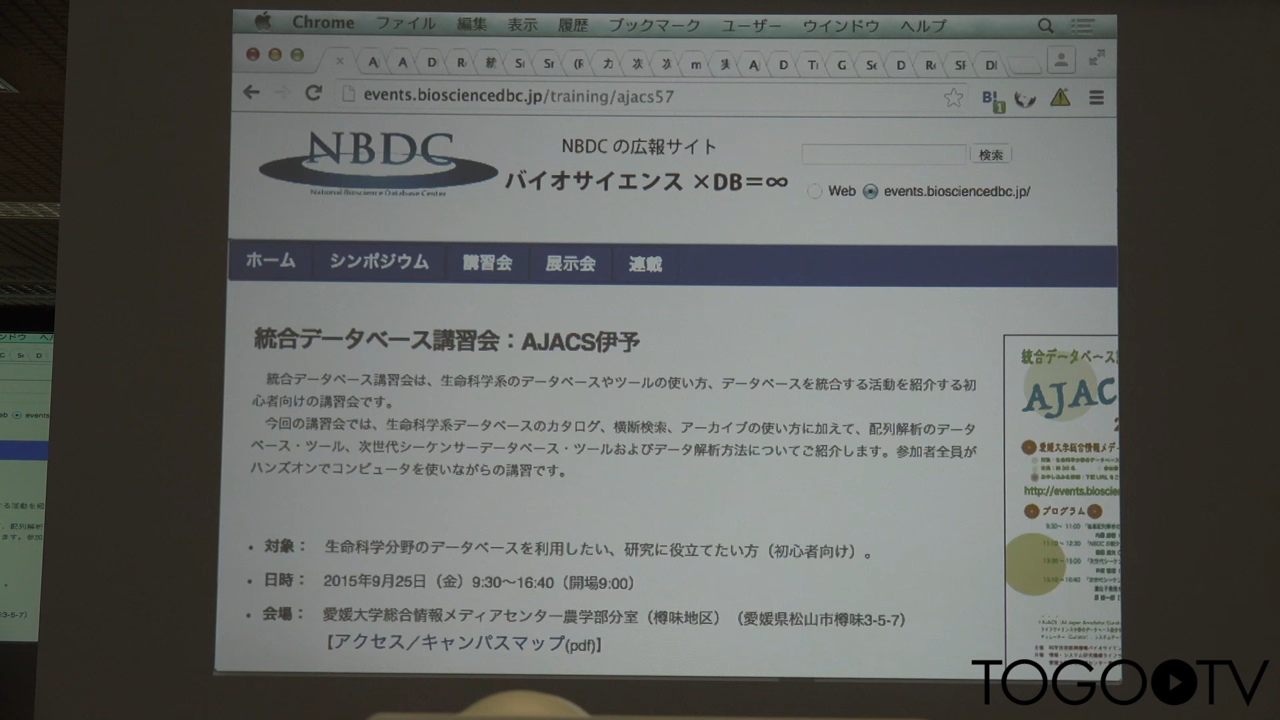 Chrome ファイル 編集 表示 履歴 ブックマーク ユーザー ウインドウ ヘルプ
events.biosciencedbc.jp/training/ajacs57
NBDC
National Bioscience Database Center
NBDC の広報サイト
バイオサイエンス ×DB=∞
検索
Web events.biosciencedbc.jp/
ホーム シンポジウム 講習会 展示会 連載
統合データベース講習会：AJACS伊予
統合データベース講習会は、生命科学系のデータベースやツールの使い方、データベースを統合する活動を紹介する初
心者向けの講習会です。
今回の講習会では、生命科学系データベースのカタログ、横断検索、アーカイブの使い方に加えて、配列解析のデータ
ベース・ツール、次世代シーケンサーデータベース・ツールおよびデータ解析方法についてご紹介します。参加者全員が
ハンズオンでコンピュータを使いながらの講習です。
• 対象： 生命科学分野のデータベースを利用したい、研究に役立てたい方（初心者向け）。
• 日時： 2015年9月25日（金）9:30〜16:40（開場9:00）
• 会場： 愛媛大学総合情報メディアセンター農学部分室（樽味地区）（愛媛県松山市樽味3-5-7）
【アクセス／キャンパスマップ(pdf)】
統合データベース
AJAC
愛媛大学総合情報メデ
http://events.bioscie
プログラム
TOGOTV